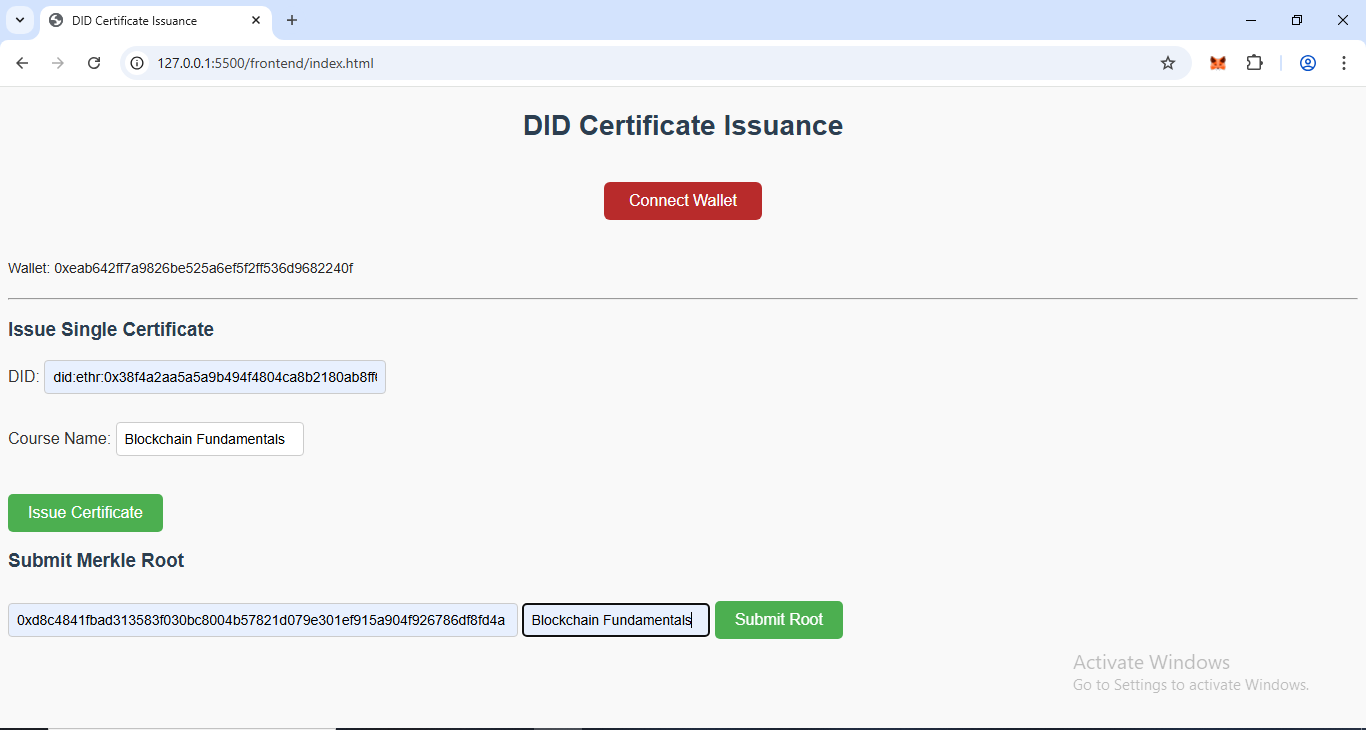 DID Certificate Issuance
127.0.0.1:5500/frontend/index.html
DID Certificate Issuance
Connect Wallet
Wallet: 0xeab642ff7a9826be525a6ef5f2ff536d9682240f
Issue Single Certificate
DID: did:ethr:0x38f4a2aa5a5a9b494f4804ca8b2180ab8ff
Course Name: Blockchain Fundamentals
Issue Certificate
Submit Merkle Root
0xd8c4841fbad313583f030bc8004b57821d079e301ef915a904f926786df8fd4a Blockchain Fundamentals Submit Root
Activate Windows
Go to Settings to activate Windows.